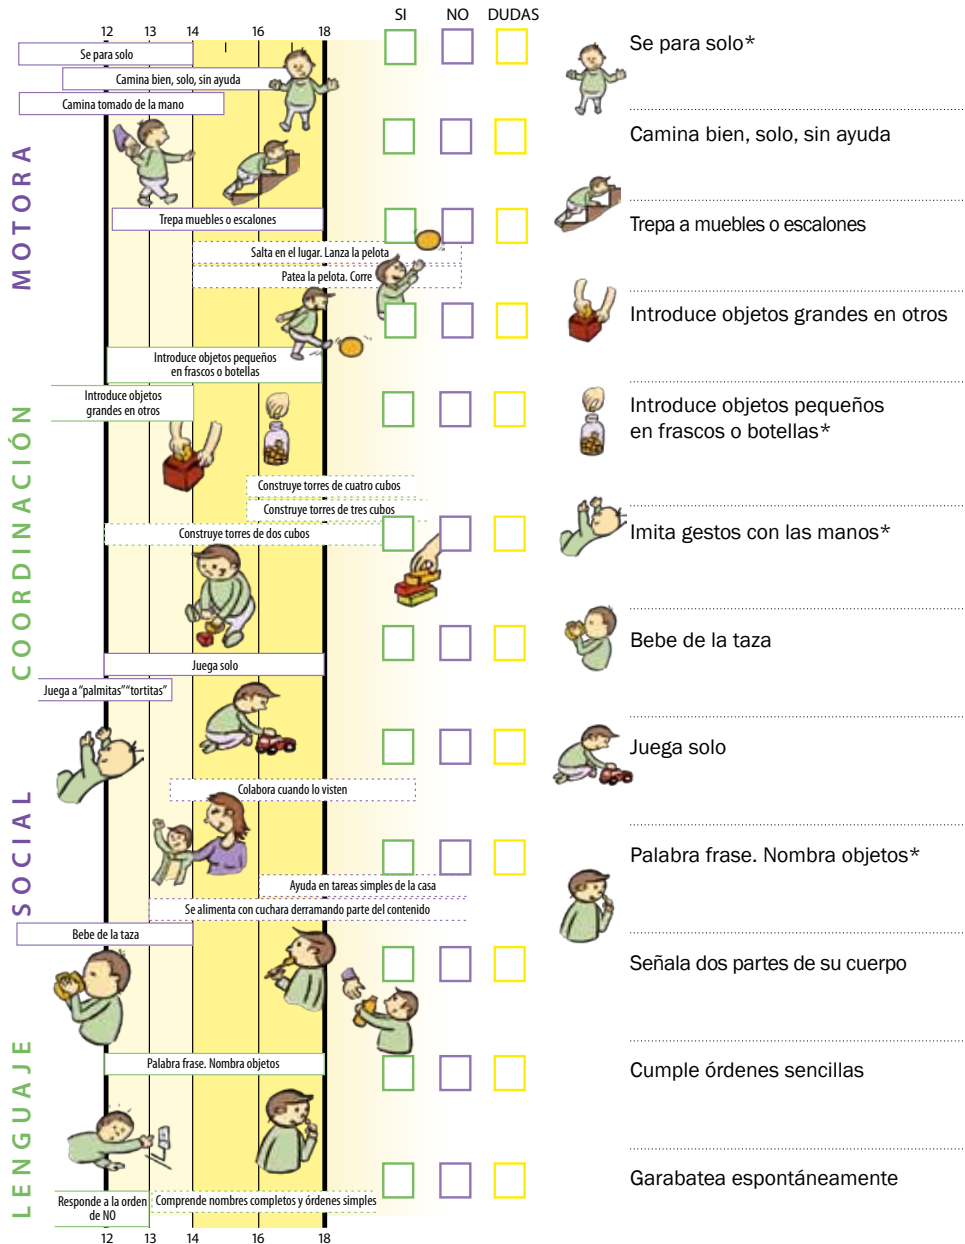 SI NO DUDAS
12 13 14 16 18
Se para solo
Camina bien, solo, sin ayuda
Camina tomado de la mano
MOTORA
Trepa muebles o escalones
Salta en el lugar. Lanza la pelota
Patea la pelota. Corre
Introduce objetos pequeños
en frascos o botellas
Introduce objetos
grandes en otros
COORDINACIÓN
Construye torres de cuatro cubos
Construye torres de tres cubos
Construye torres de dos cubos
Juega solo
Juega a "palmitas" "tortitas"
SOCIAL
Colabora cuando lo visten
Ayuda en tareas simples de la casa
Se alimenta con cuchara derramando parte del contenido
Bebe de la taza
LENGUAJE
Palabra frase. Nombra objetos
Responde a la orden
de NO
Comprende nombres completos y órdenes simples
12 13 14 16 18
Se para solo*
Camina bien, solo, sin ayuda
Trepa a muebles o escalones
Introduce objetos grandes en otros
Introduce objetos pequeños
en frascos o botellas*
Imita gestos con las manos*
Bebe de la taza
Juega solo
Palabra frase. Nombra objetos*
Señala dos partes de su cuerpo
Cumple órdenes sencillas
Garabatea espontáneamente